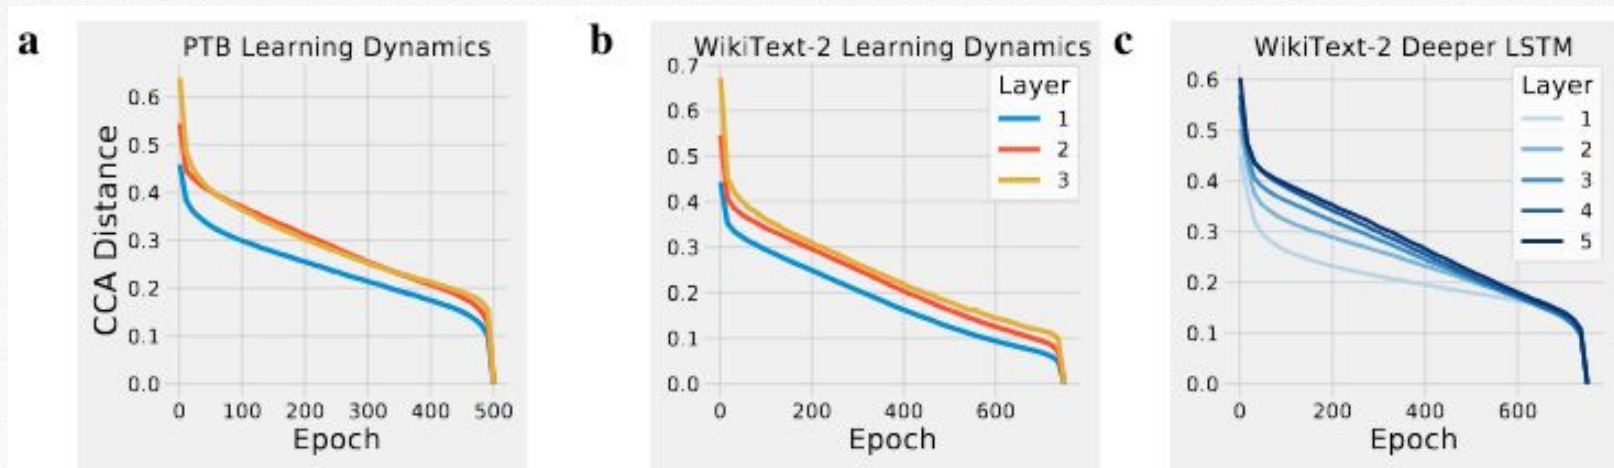 a
PTB Learning Dynamics
CCA Distance
0.6
0.5
0.4
0.3
0.2
0.1
0.0
0 100 200 300 400 500
Epoch
b
WikiText-2 Learning Dynamics
0.7
0.6
0.5
0.4
0.3
0.2
0.1
0.0
Layer
1
2
3
0 200 400 600
Epoch
c
WikiText-2 Deeper LSTM
0.6
0.5
0.4
0.3
0.2
0.1
0.0
Layer
1
2
3
4
5
0 200 400 600
Epoch